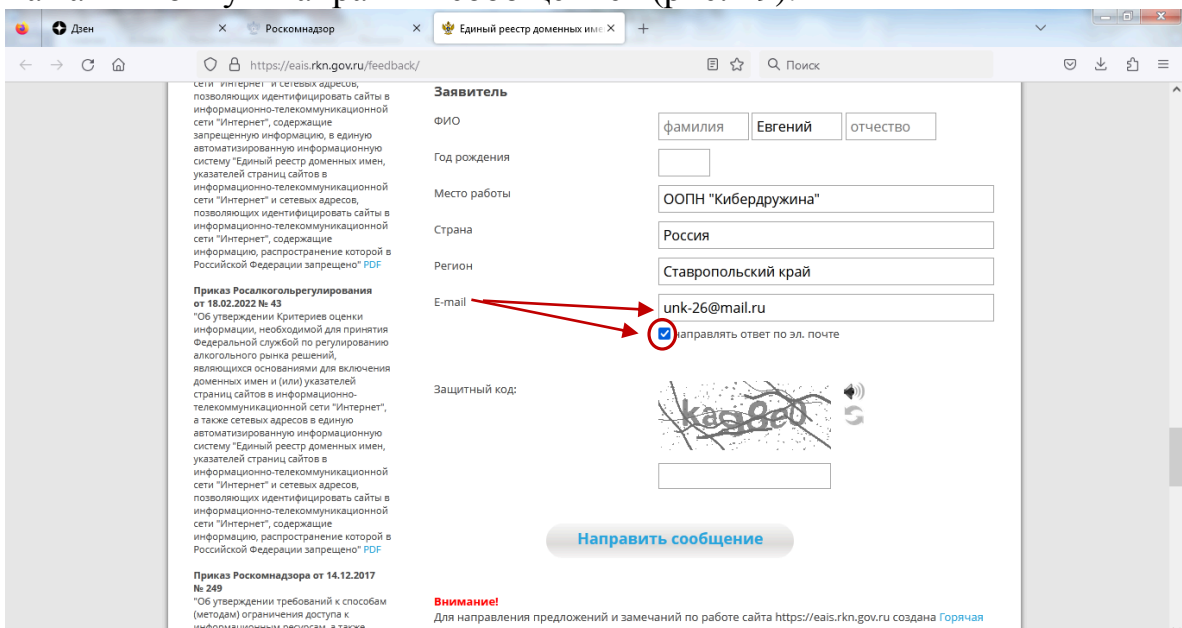 Дзен
Роскомнадзор
Единый реестр доменных име
https://eais.rkn.gov.ru/feedback/
Поиск
сети "Интернет" и сетевых адресов,
позволяющих идентифицировать сайты в
информационно-телекоммуникационной
сети "Интернет", содержащие
запрещенную информацию, в единую
автоматизированную информационную
систему "Единый реестр доменных имен,
указателей страниц сайтов в
информационно-телекоммуникационной
сети "Интернет" и сетевых адресов,
позволяющих идентифицировать сайты в
информационно-телекоммуникационной
сети "Интернет", содержащие
информацию, распространение которой в
Российской Федерации запрещено" PDF
Приказ Росалкогольрегулирования
от 18.02.2022 № 43
"Об утверждении Критериев оценки
информации, необходимой для принятия
Федеральной службой по регулированию
алкогольного рынка решений,
являющихся основаниями для включения
доменных имен и (или) указателей
страниц сайтов в информационно-
телекоммуникационной сети "Интернет",
а также сетевых адресов в единую
автоматизированную информационную
систему "Единый реестр доменных имен,
указателей страниц сайтов в
информационно-телекоммуникационной
сети "Интернет" и сетевых адресов,
позволяющих идентифицировать сайты в
информационно-телекоммуникационной
сети "Интернет", содержащие
информацию, распространение которой в
Российской Федерации запрещено" PDF
Приказ Роскомнадзора от 14.12.2017
№ 249
"Об утверждении требований к способам
(методам) ограничения доступа к
информационным ресурсам, а также
Заявитель
ФИО
фамилия Евгений отчество
Год рождения
Место работы
ООПН "Кибердружина"
Страна
Россия
Регион
Ставропольский край
E-mail
unk-26@mail.ru
направлять ответ по эл. почте
Защитный код:
Направить сообщение
Внимание!
Для направления предложений и замечаний по работе сайта https://eais.rkn.gov.ru создана Горячая